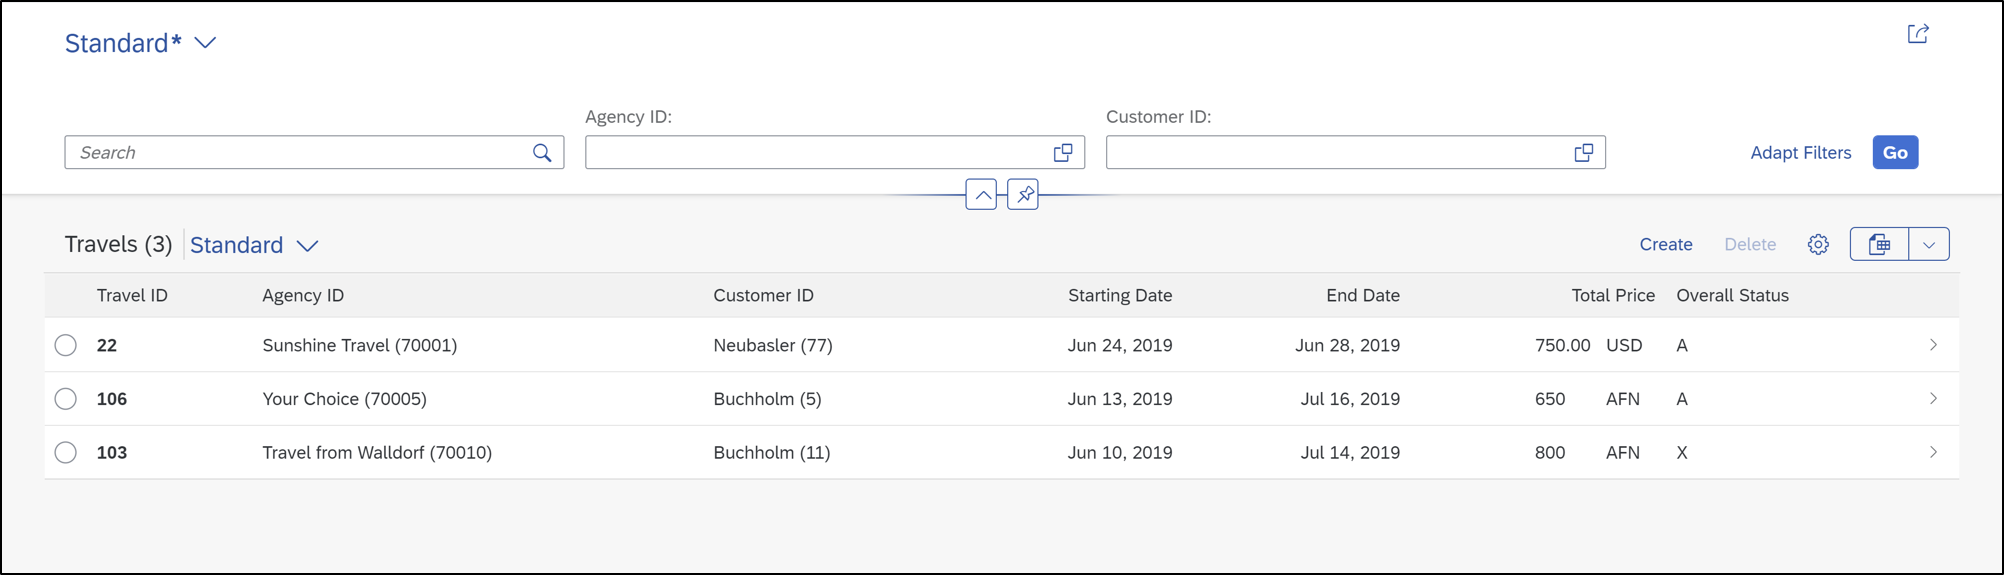 Standard*
Agency ID: Customer ID:
Search Adapt Filters Go
Travels (3) Standard Create Delete
Travel ID Agency ID Customer ID Starting Date End Date Total Price Overall Status
22 Sunshine Travel (70001) Neubasler (77) Jun 24, 2019 Jun 28, 2019 750.00 USD A
106 Your Choice (70005) Buchholm (5) Jun 13, 2019 Jul 16, 2019 650 AFN A
103 Travel from Walldorf (70010) Buchholm (11) Jun 10, 2019 Jul 14, 2019 800 AFN X